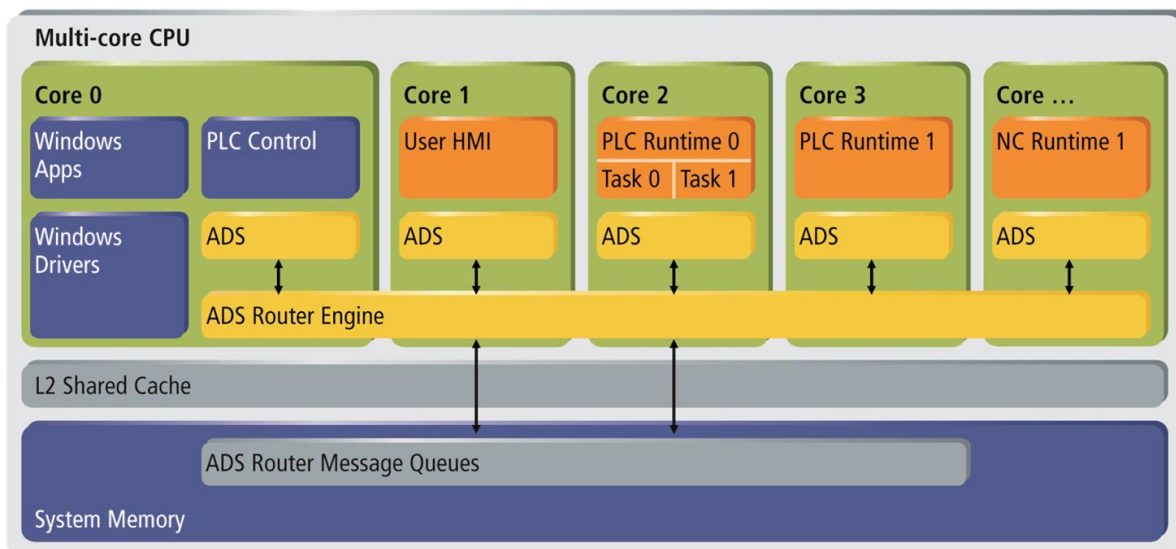 Multi-core CPU
Core 0
Core 1
Core 2
Core 3
Core …
Windows
Apps
PLC Control
User HMI
PLC Runtime 0
Task 0
Task 1
PLC Runtime 1
NC Runtime 1
Windows
Drivers
ADS
ADS
ADS
ADS
ADS
ADS Router Engine
L2 Shared Cache
ADS Router Message Queues
System Memory